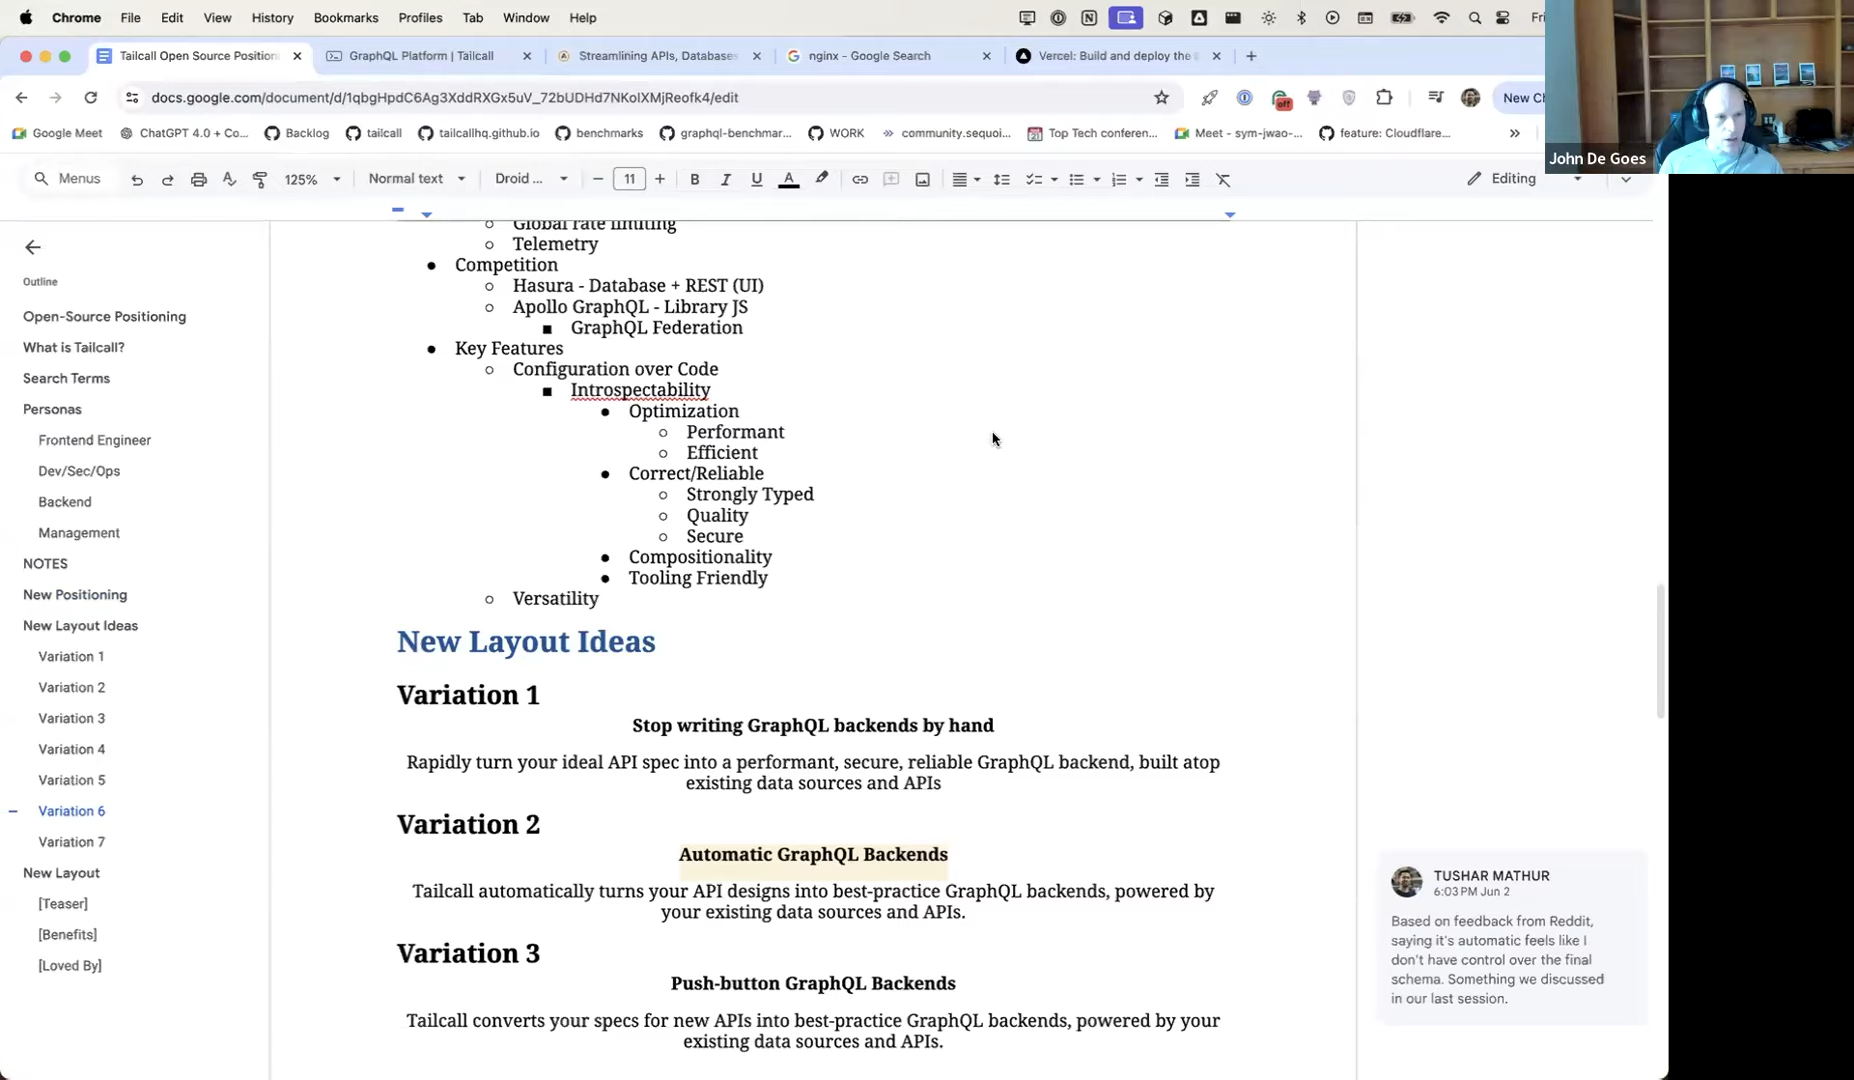 Chrome File Edit View History Bookmarks Profiles Tab Window Help
Tailcall Open Source Position
GraphQL Platform | Tailcall
Streamlining APIs, Databases
nginx - Google Search
Vercel: Build and deploy the
docs.google.com/document/d/1qbgHpdC6Ag3XddRXGx5uV_72bUDHd7NKolXMjReofk4/edit
off
New Ch
Google Meet
ChatGPT 4.0 + Co...
Backlog
tailcall
tailcallhq.github.io
benchmarks
graphql-benchmar...
WORK
community.sequoi...
Top Tech conferen...
Meet - sym-jwao-...
feature: Cloudflare...
John De Goes
Menus
125%
Normal text
Droid ...
11
Editing
Outline
Open-Source Positioning
What is Tailcall?
Search Terms
Personas
Frontend Engineer
Dev/Sec/Ops
Backend
Management
NOTES
New Positioning
New Layout Ideas
Variation 1
Variation 2
Variation 3
Variation 4
Variation 5
Variation 6
Variation 7
New Layout
[Teaser]
[Benefits]
[Loved By]
Global rate limiting
Telemetry
Competition
Hasura - Database + REST (UI)
Apollo GraphQL - Library JS
GraphQL Federation
Key Features
Configuration over Code
Introspectability
Optimization
Performant
Efficient
Correct/Reliable
Strongly Typed
Quality
Secure
Compositionality
Tooling Friendly
Versatility
New Layout Ideas
Variation 1
Stop writing GraphQL backends by hand
Rapidly turn your ideal API spec into a performant, secure, reliable GraphQL backend, built atop
existing data sources and APIs
Variation 2
Automatic GraphQL Backends
Tailcall automatically turns your API designs into best-practice GraphQL backends, powered by
your existing data sources and APIs.
Variation 3
Push-button GraphQL Backends
Tailcall converts your specs for new APIs into best-practice GraphQL backends, powered by your
existing data sources and APIs.
TUSHAR MATHUR
6:03 PM Jun 2
Based on feedback from Reddit,
saying it's automatic feels like I
don't have control over the final
schema. Something we discussed
in our last session.